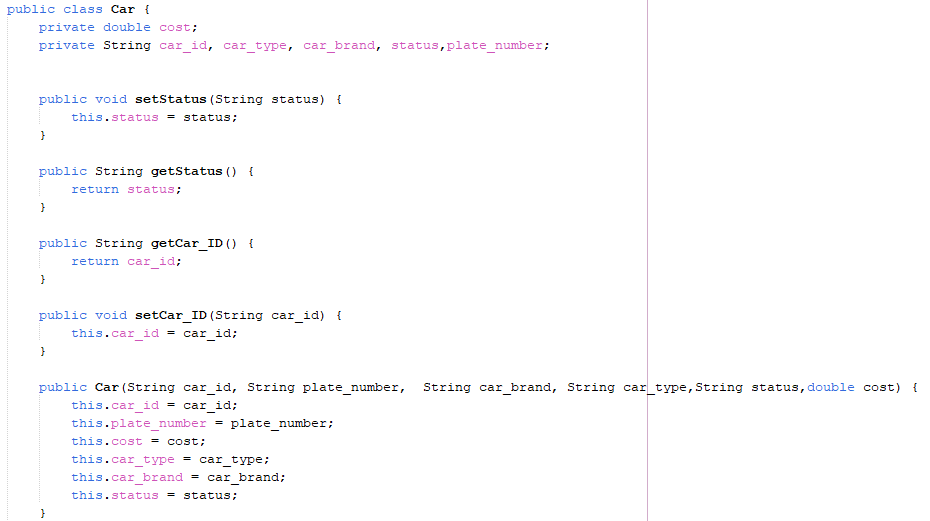 public class Car {
private double cost;
private String car_id, car_type, car_brand, status,plate_number;
public void setStatus(String status) {
this.status = status;
}
public String getStatus() {
return status;
}
public String getCar_ID() {
return car_id;
}
public void setCar_ID(String car_id) {
this.car_id = car_id;
}
public Car(String car_id, String plate_number,  String car_brand, String car_type,String status,double cost) {
this.car_id = car_id;
this.plate_number = plate_number;
this.cost = cost;
this.car_type = car_type;
this.car_brand = car_brand;
this.status = status;
}